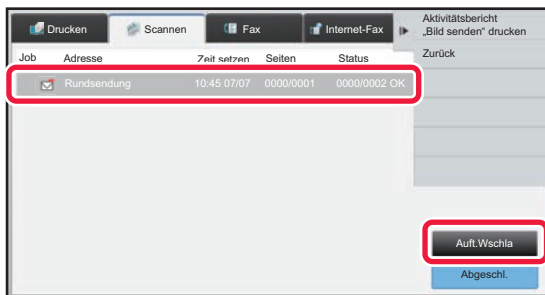 Drucken Scannen Fax Internet-Fax
Job Adresse Zeit setzen Seiten Status
Rundsendung 10:45 07/07 0000/0001 0000/0002 OK
Aktivitätsbericht
„Bild senden“ drucken
Zurück
Auft.Wschla
Abgeschl.